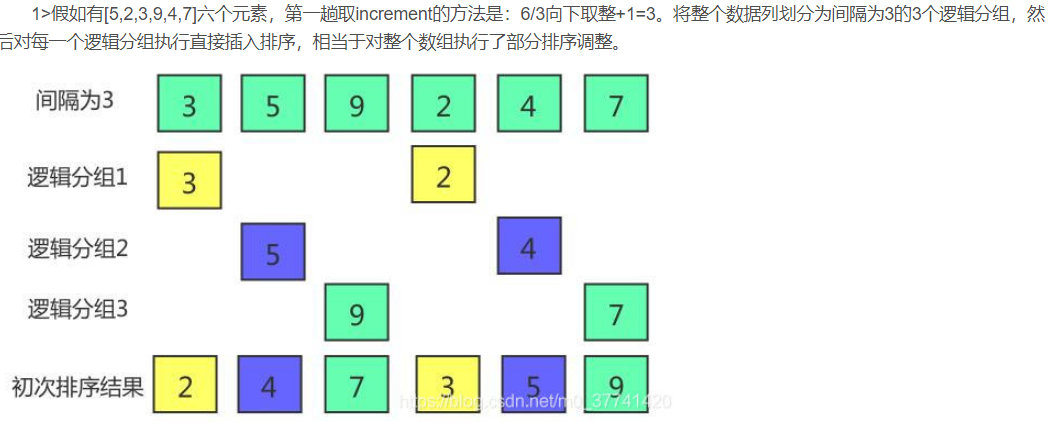 1>假如有[5,2,3,9,4,7]六个元素，第一趟取increment的方法是：6/3向下取整+1=3。将整个数据列划分为间隔为3的3个逻辑分组，然
后对每一个逻辑分组执行直接插入排序，相当于对整个数组执行了部分排序调整。
间隔为3 3 5 9 2 4 7
逻辑分组1 3 2
逻辑分组2 5 4
逻辑分组3 9 7
初次排序结果 2 4 7 3 5 9
https://blog.csdn.net/m0_37741420